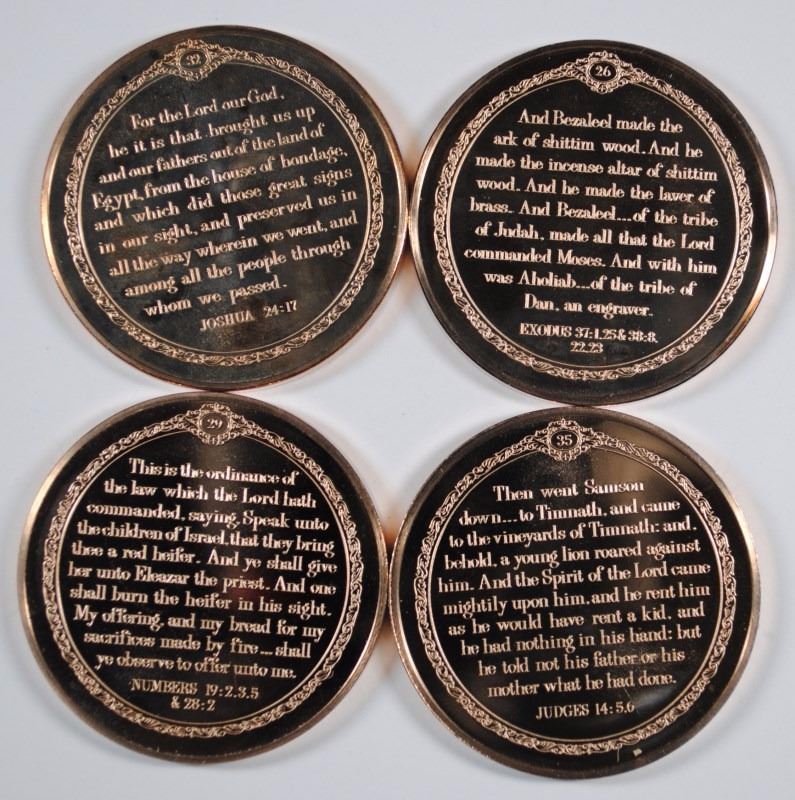 32
For the Lord our God,
he it is that brought us up
and our fathers out of the land of
Egypt, from the house of bondage,
and which did those great signs
in our sight, and preserved us in
all the way wherein we went, and
among all the people through
whom we passed.
JOSHUA 24:17
26
And Bezaleel made the
ark of shittim wood. And he
made the incense altar of shittim
wood. And he made the laver of
brass. And Bezaleel...of the tribe
of Judah, made all that the Lord
commanded Moses. And with him
was Aholiab...of the tribe of
Dan, an engraver.
EXODUS 37:1,25 & 38:8,
22,23
29
This is the ordinance of
the law which the Lord hath
commanded, saying, Speak unto
the children of Israel, that they bring
thee a red heifer. And ye shall give
her unto Eleazar the priest. And one
shall burn the heifer in his sight.
My offering, and my bread for my
sacrifices made by fire...shall
ye observe to offer unto me.
NUMBERS 19:2,3,5
& 28:2
35
Then went Samson
down...to Timnath, and came
to the vineyards of Timnath: and,
behold, a young lion roared against
him. And the Spirit of the Lord came
mightily upon him, and he rent him
as he would have rent a kid, and
he had nothing in his hand: but
he told not his father or his
mother what he had done.
JUDGES 14:5,6